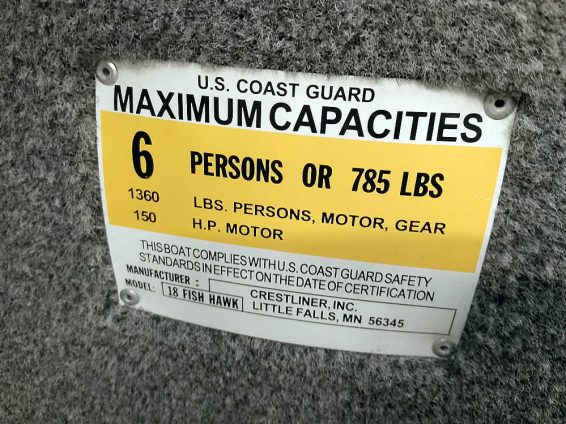 U.S. COAST GUARD
MAXIMUM CAPACITIES
6 PERSONS OR 785 LBS
1360 LBS. PERSONS, MOTOR, GEAR
150 H.P. MOTOR
THIS BOAT COMPLIES WITH U.S. COAST GUARD SAFETY
STANDARDS IN EFFECT ON THE DATE OF CERTIFICATION
MANUFACTURER : CRESTLINER, INC.
MODEL: 18 FISH HAWK LITTLE FALLS, MN 56345